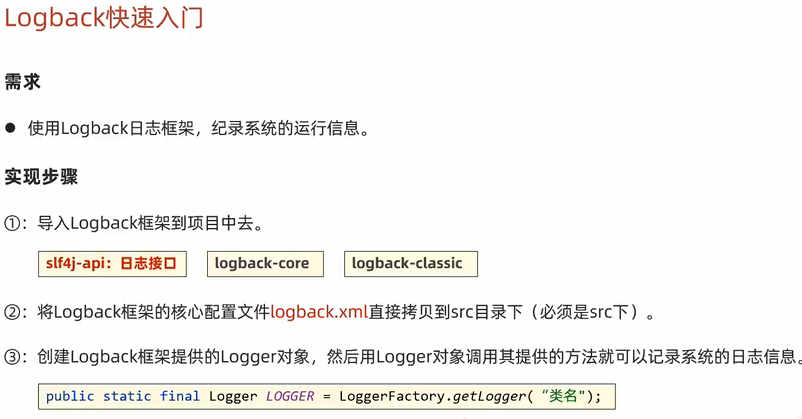 Logback快速入门
需求
● 使用Logback日志框架，纪录系统的运行信息。
实现步骤
①：导入Logback框架到项目中去。
slf4j-api：日志接口 logback-core logback-classic
②：将Logback框架的核心配置文件logback.xml直接拷贝到src目录下（必须是src下）。
③：创建Logback框架提供的Logger对象，然后用Logger对象调用其提供的方法就可以记录系统的日志信息。
public static final Logger LOGGER = LoggerFactory.getLogger(“类名");